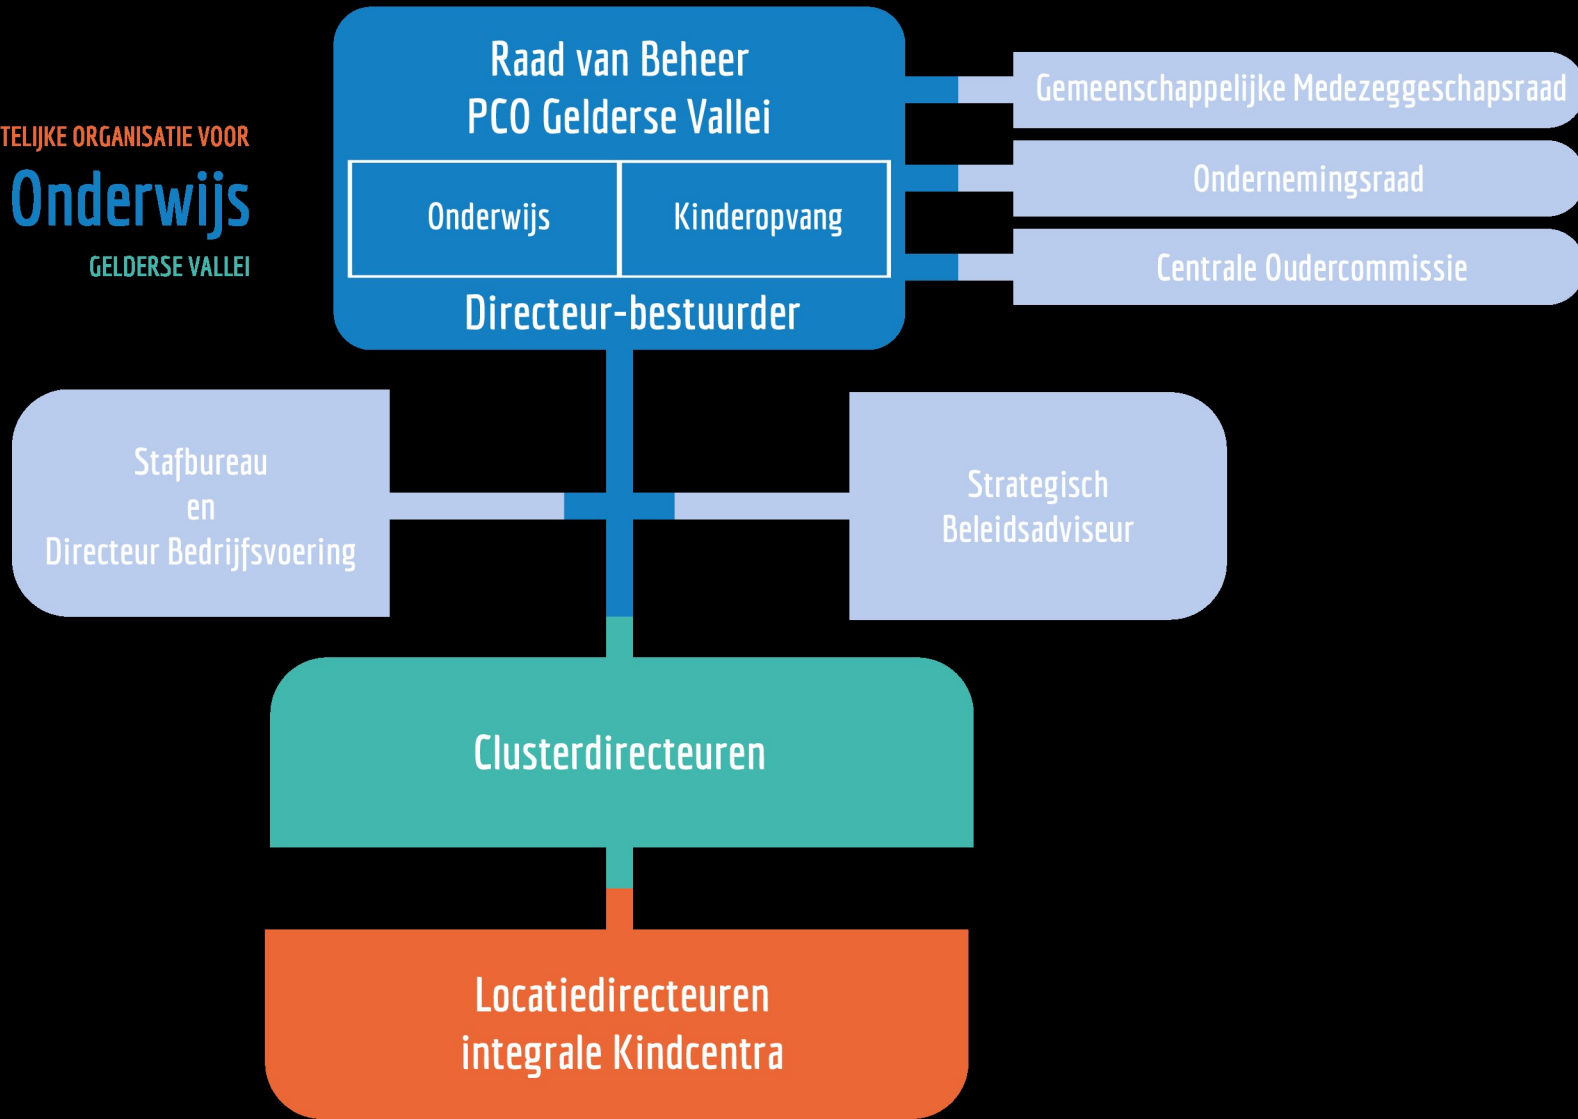 TELIJKE ORGANISATIE VOOR
Onderwijs
GELDERSE VALLEI
Raad van Beheer
PCO Gelderse Vallei
Onderwijs
Kinderopvang
Directeur-bestuurder
Gemeenschappelijke Medezeggeschapsraad
Ondernemingsraad
Centrale Oudercommissie
Stafbureau
en
Directeur Bedrijfsvoering
Strategisch
Beleidsadviseur
Clusterdirecteuren
Locatiedirecteuren
integrale Kindcentra